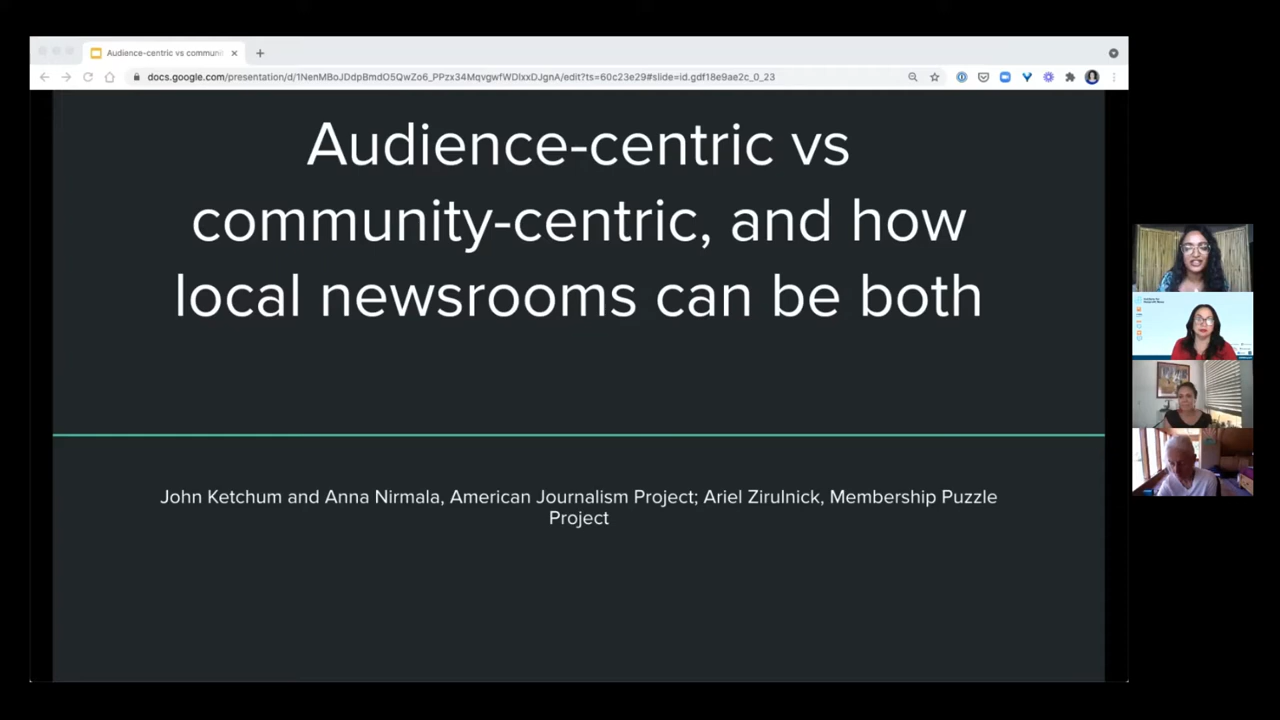 Audience-centric vs communi
docs.google.com/presentation/d/1NenMBoJDdpBmdO5QwZo6_PPzx34MqvgwfWDIxxDJgnA/edit?ts=60c23e29#slide=id.gdf18e9ae2c_0_23
Audience-centric vs
community-centric, and how
local newsrooms can be both
John Ketchum and Anna Nirmala, American Journalism Project; Ariel Zirulnick, Membership Puzzle
Project